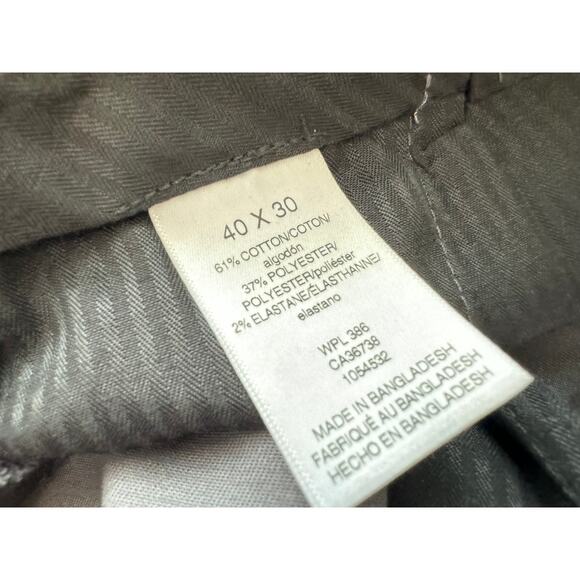 40 X 30
61% COTTON/COTON/
algodón
37% POLYESTER/
POLYESTER/poliéster
2% ELASTANE/ÉLASTHANNE/
elastano
WPL 386
CA36738
1054532
MADE IN BANGLADESH
FABRIQUÉ AU BANGLADESH
HECHO EN BANGLADESH